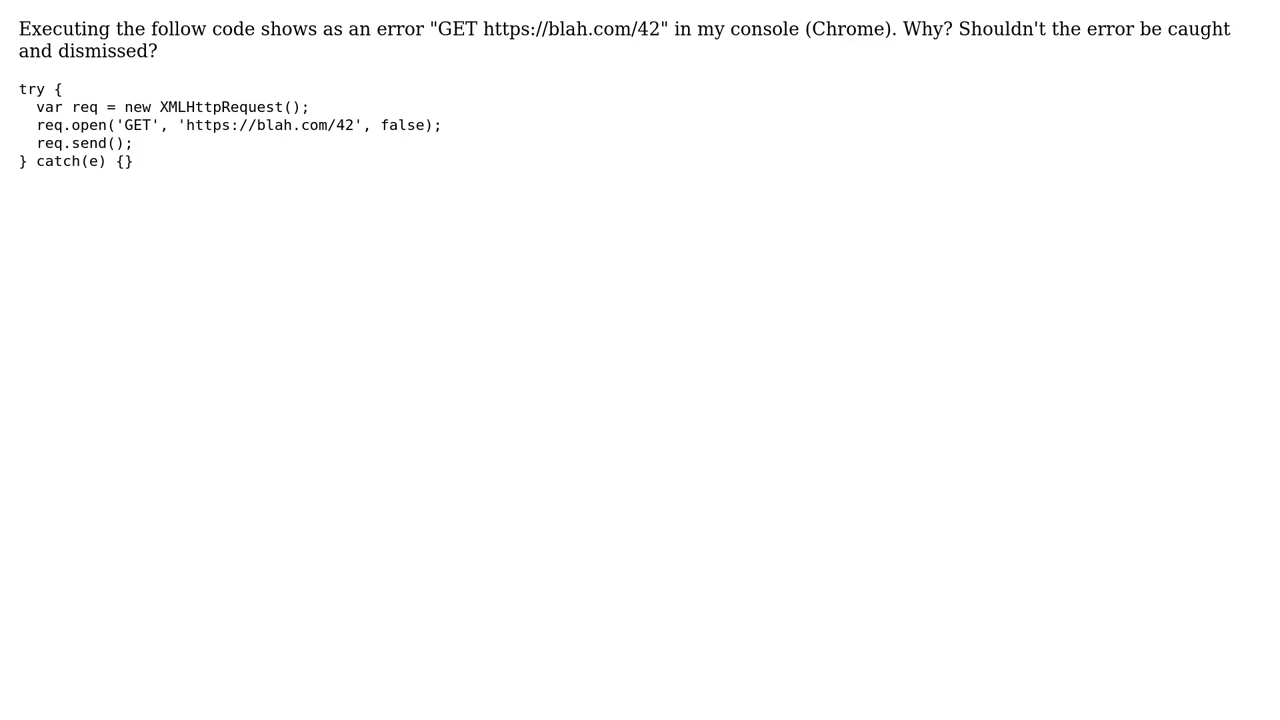 Executing the follow code shows as an error "GET https://blah.com/42" in my console (Chrome). Why? Shouldn't the error be caught
and dismissed?
try {
  var req = new XMLHttpRequest();
  req.open('GET', 'https://blah.com/42', false);
  req.send();
} catch(e) {}